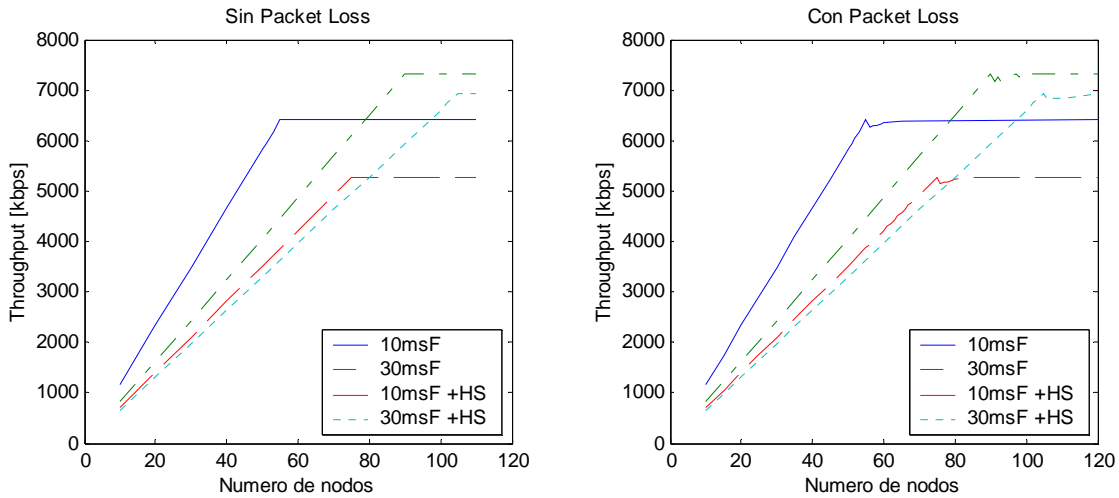 Sin Packet Loss
8000
7000
6000
5000
4000
3000
2000
1000
0
Throughput [kbps]
0 20 40 60 80 100 120
Numero de nodos
10msF
30msF
10msF +HS
30msF +HS
Con Packet Loss
8000
7000
6000
5000
4000
3000
2000
1000
0
Throughput [kbps]
0 20 40 60 80 100 120
Numero de nodos
10msF
30msF
10msF +HS
30msF +HS